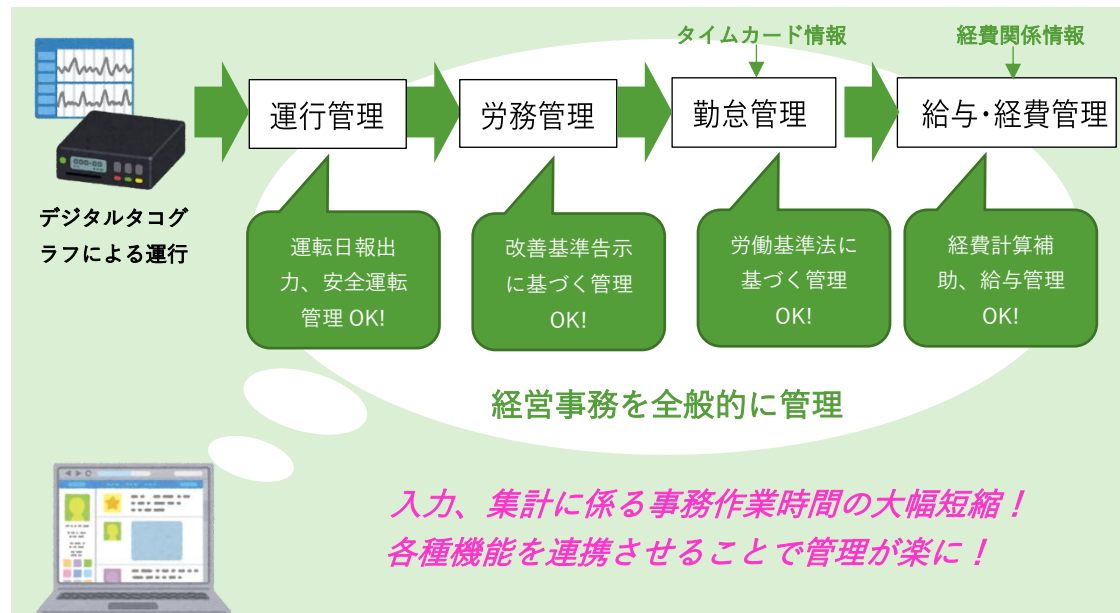 タイムカード情報
経費関係情報
運行管理
労務管理
勤怠管理
給与・経費管理
デジタルタコグ
ラフによる運行
運転日報出
力、安全運転
管理 OK!
改善基準告示
に基づく管理
OK!
労働基準法に
基づく管理
OK!
経費計算補
助、給与管理
OK!
経営事務を全般的に管理
入力、集計に係る事務作業時間の大幅短縮！
各種機能を連携させることで管理が楽に！